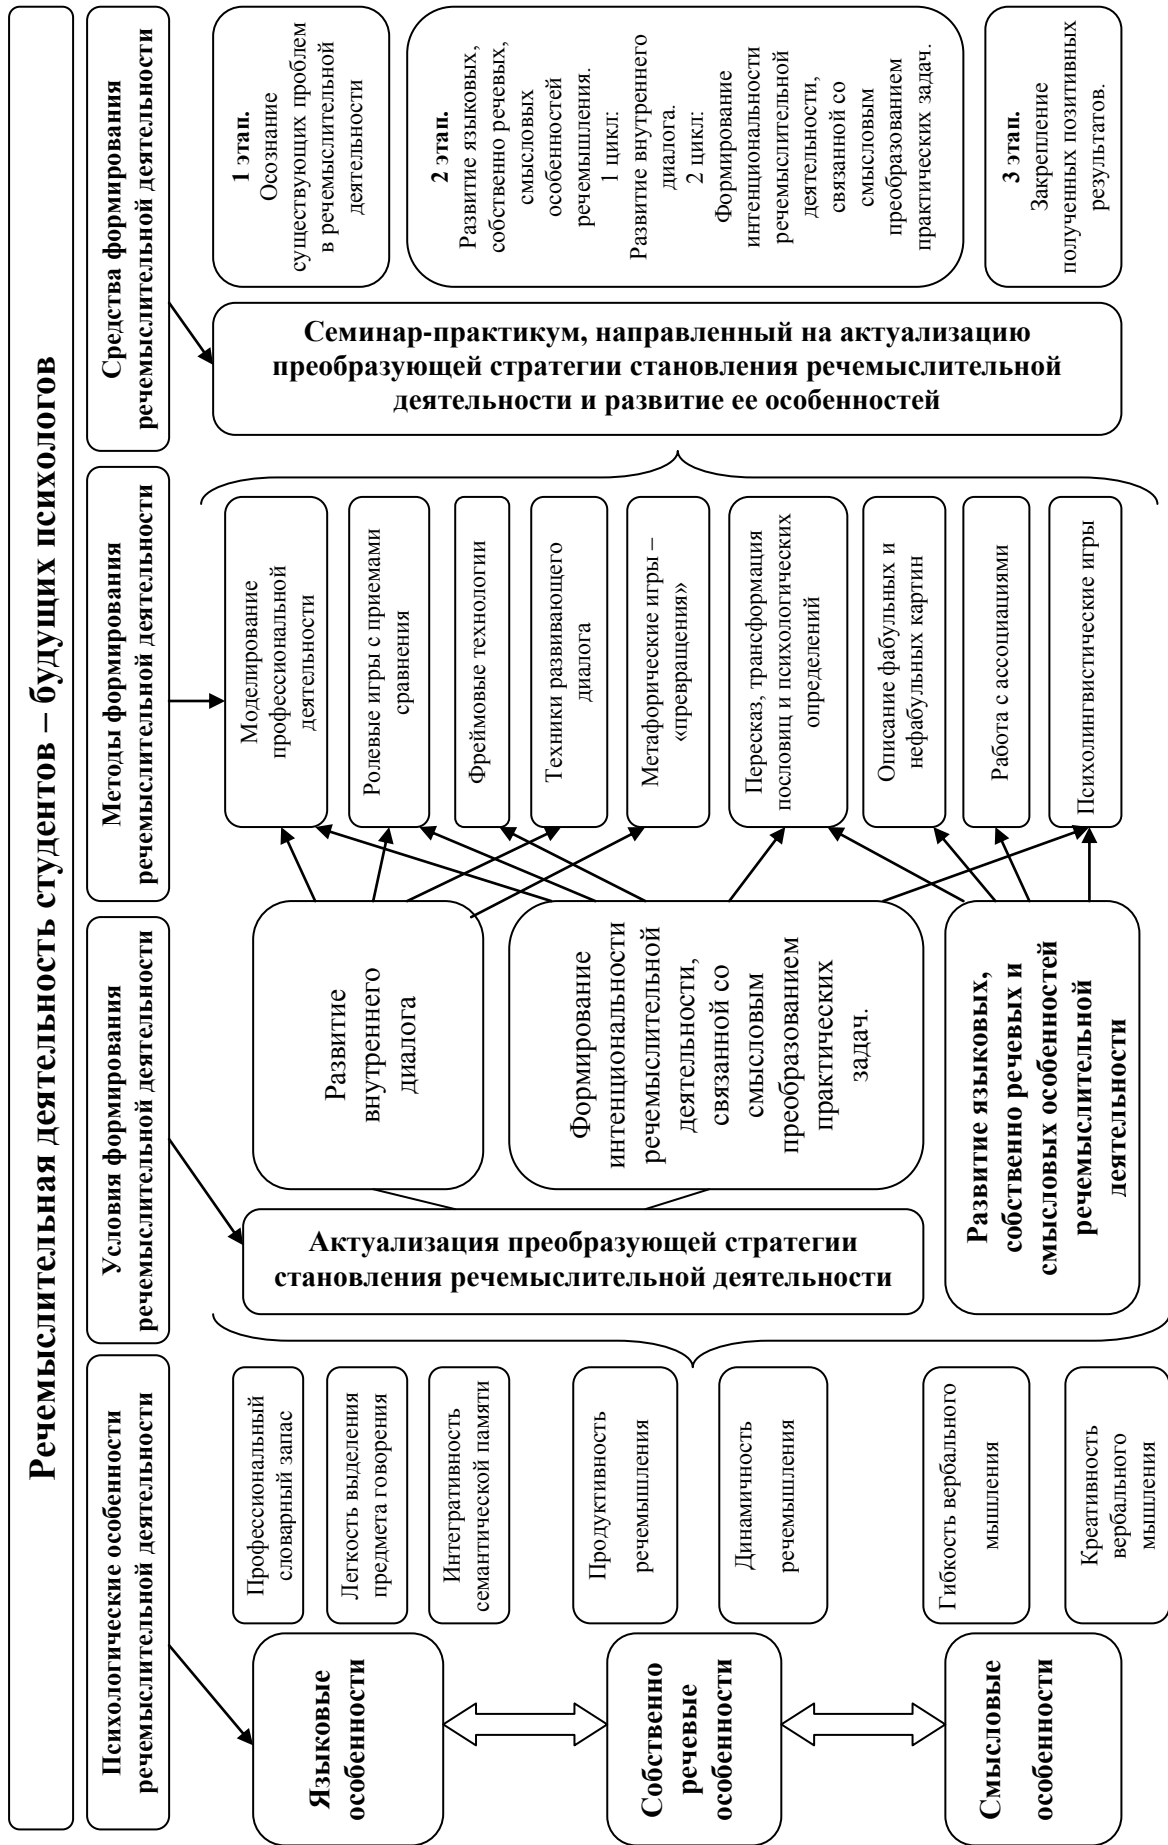 Речемыслительная деятельность студентов – будущих психологов
Психологические особенности
речемыслительной деятельности
Условия формирования
речемыслительной деятельности
Методы формирования
речемыслительной деятельности
Средства формирования
речемыслительной деятельности
Языковые
особенности
Собственно
речевые
особенности
Смысловые
особенности
Профессиональный
словарный запас
Легкость выделения
предмета говорения
Интегративность
семантической памяти
Продуктивность
речемышления
Динамичность
речемышления
Гибкость вербального
мышления
Креативность
вербального
мышления
Актуализация преобразующей стратегии
становления речемыслительной деятельности
Развитие
внутреннего
диалога
Формирование
интенциональности
речемыслительной
деятельности,
связанной со
смысловым
преобразованием
практических
задач.
Развитие языковых,
собственно речевых и
смысловых особенностей
речемыслительной
деятельности
Моделирование
профессиональной
деятельности
Ролевые игры с приемами
сравнения
Фреймовые технологии
Техники развивающего
диалога
Метафорические игры –
«превращения»
Пересказ, трансформация
пословиц и психологических
определений
Описание фабульных и
нефабульных картин
Работа с ассоциациями
Психолингвистические игры
Семинар-практикум, направленный на актуализацию
преобразующей стратегии становления речемыслительной
деятельности и развитие ее особенностей
1 этап.
Осознание
существующих проблем
в речемыслительной
деятельности
2 этап.
Развитие языковых,
собственно речевых,
смысловых
особенностей
речемышления.
1 цикл:
Развитие внутреннего
диалога.
2 цикл:
Формирование
интенциональности
речемыслительной
деятельности,
связанной со
смысловым
преобразованием
практических задач.
3 этап.
Закрепление
полученных позитивных
результатов.